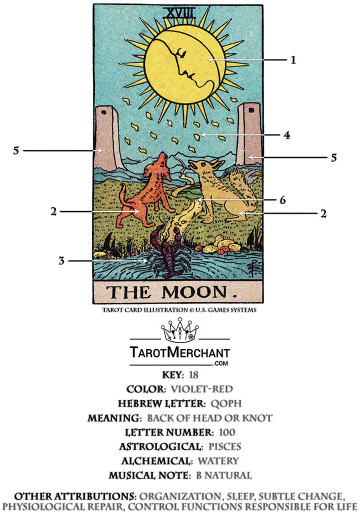 XVIII
1
4
5
5
6
2
2
3
THE MOON.
TAROT CARD ILLUSTRATION © U.S. GAMES SYSTEMS
TAROTMERCHANT
.COM
KEY: 18
COLOR: VIOLET-RED
HEBREW LETTER: QOPH
MEANING: BACK OF HEAD OR KNOT
LETTER NUMBER: 100
ASTROLOGICAL: PISCES
ALCHEMICAL: WATERY
MUSICAL NOTE: B NATURAL
OTHER ATTRIBUTIONS: ORGANIZATION, SLEEP, SUBTLE CHANGE,
PHYSIOLOGICAL REPAIR, CONTROL FUNCTIONS RESPONSIBLE FOR LIFE